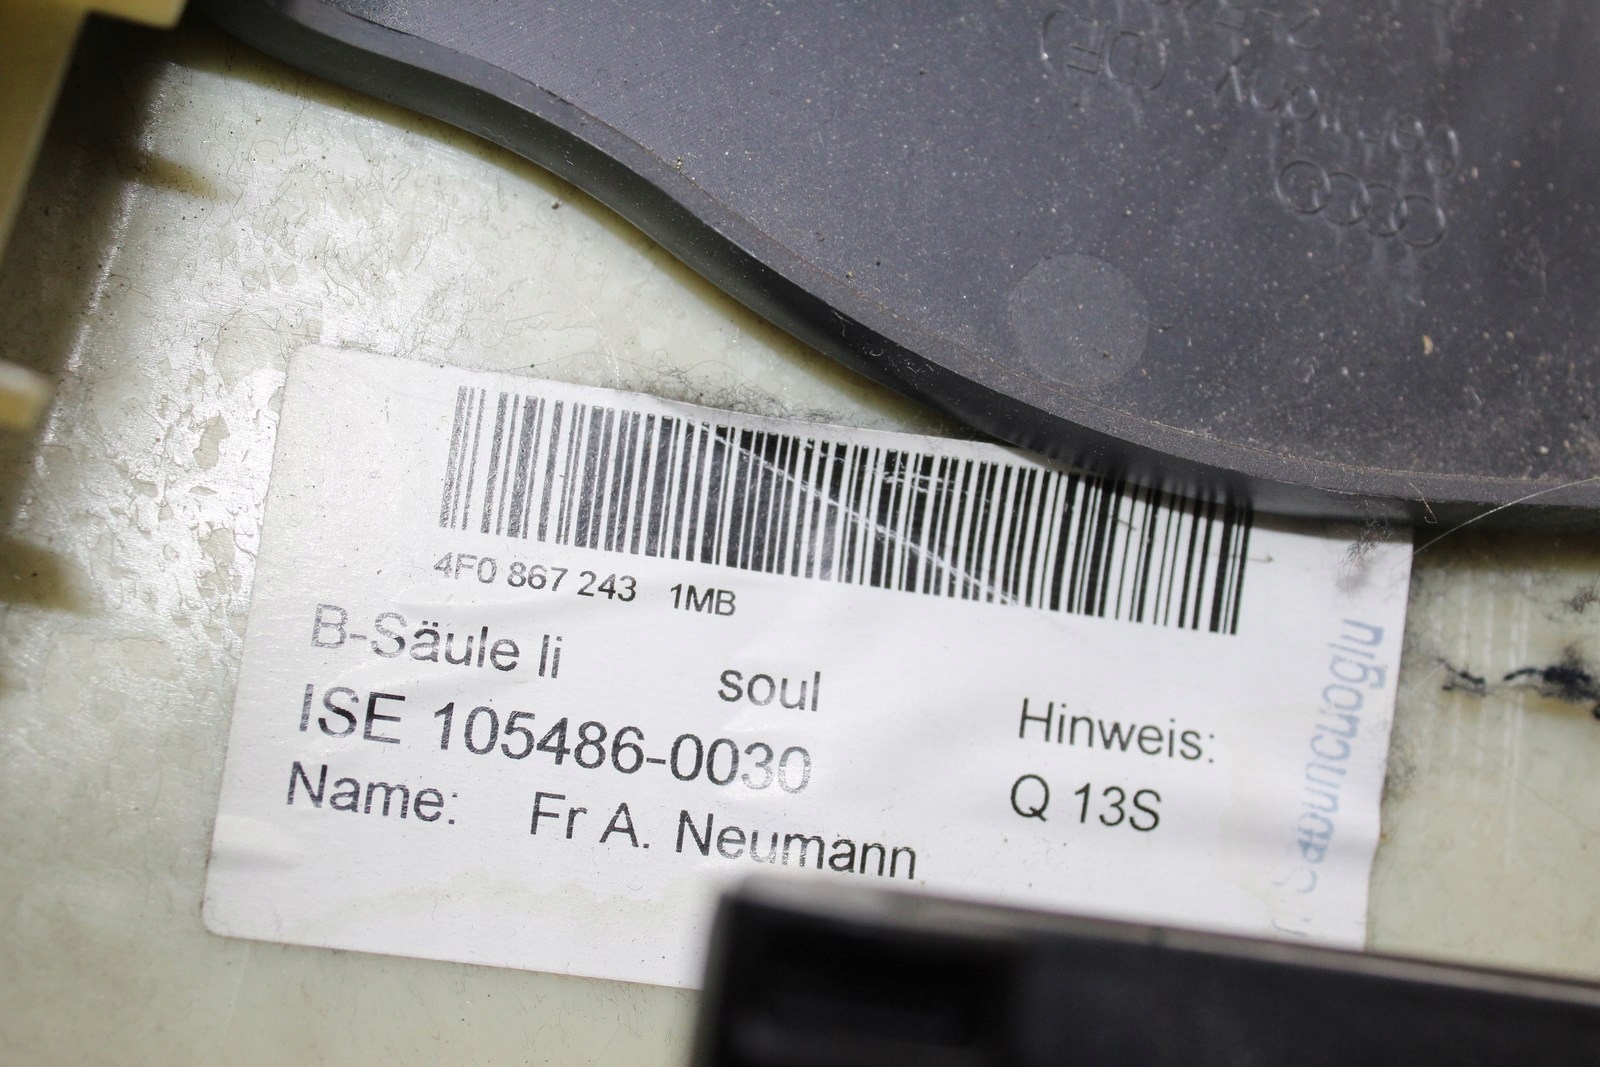 4F0 867 243 1MB
B-Säule li soul
ISE 105486-0030
Name: Fr A. Neumann
Hinweis:
Q 13S